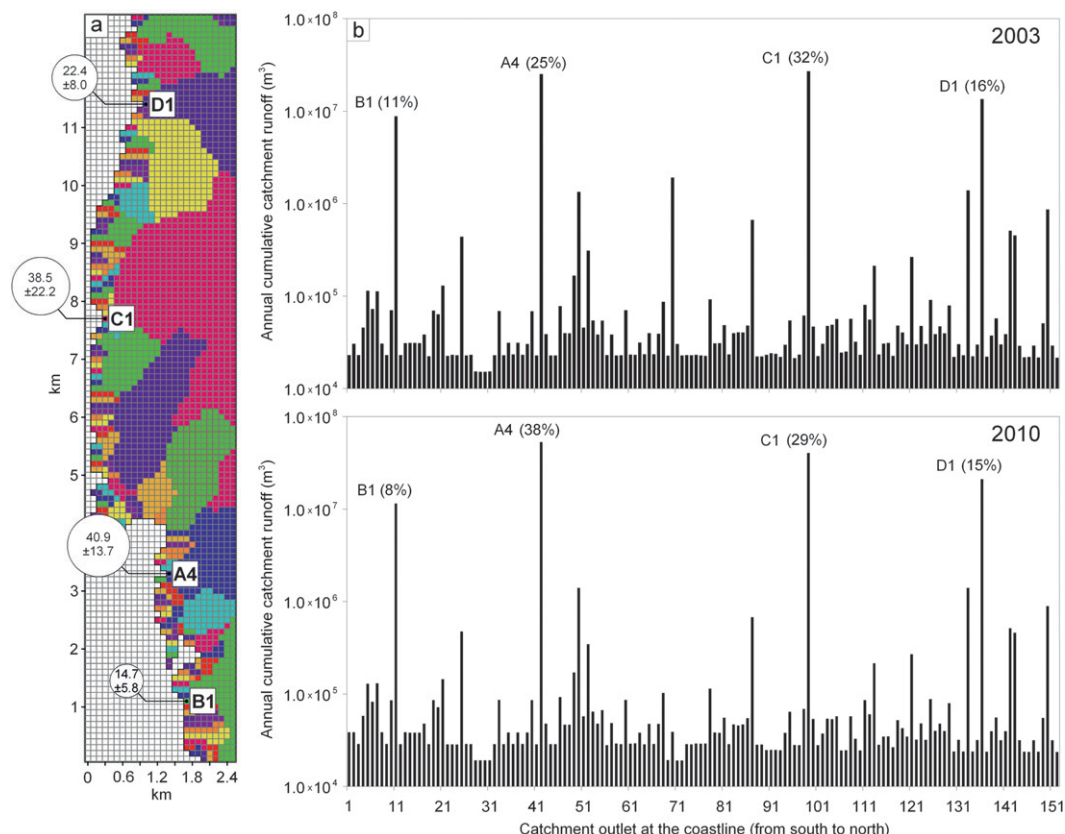 a
22.4
±8.0
D1
11
10
9
38.5
±22.2
8
C1
7
km
6
5
40.9
±13.7
A4
3
2
14.7
±5.8
B1
1
0 0.6 1.2 1.8 2.4
km
b
2003
1.0×10⁸
1.0×10⁷
1.0×10⁶
1.0×10⁵
1.0×10⁴
Annual cumulative catchment runoff (m³)
B1 (11%)
A4 (25%)
C1 (32%)
D1 (16%)
2010
1.0×10⁸
1.0×10⁷
1.0×10⁶
1.0×10⁵
1.0×10⁴
Annual cumulative catchment runoff (m³)
B1 (8%)
A4 (38%)
C1 (29%)
D1 (15%)
1 11 21 31 41 51 61 71 81 91 101 111 121 131 141 151
Catchment outlet at the coastline (from south to north)